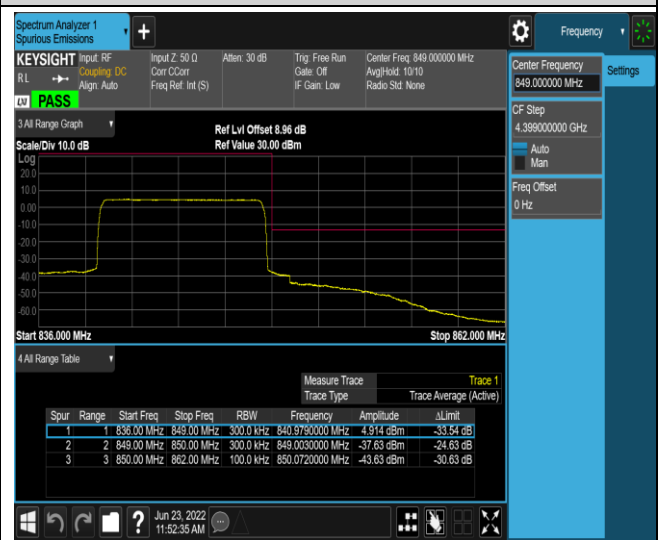 Spectrum Analyzer 1
Spurious Emissions
Frequency
KEYSIGHT
RL
LXI
PASS
Input: RF
Coupling: DC
Align: Auto
Input Z: 50 Ω
Corr CCorr
Freq Ref: Int (S)
Atten: 30 dB
Trig: Free Run
Gate: Off
IF Gain: Low
Center Freq: 849.000000 MHz
Avg|Hold: 10/10
Radio Std: None
Center Frequency
849.000000 MHz
Settings
CF Step
4.399000000 GHz
Auto
Man
Freq Offset
0 Hz
3 All Range Graph
Scale/Div 10.0 dB
Ref Lvl Offset 8.96 dB
Ref Value 30.00 dBm
Log
20.0
10.0
0.00
-10.0
-20.0
-30.0
-40.0
-50.0
-60.0
Start 836.000 MHz
Stop 862.000 MHz
4 All Range Table
Measure Trace Trace 1
Trace Type Trace Average (Active)
Spur Range Start Freq Stop Freq RBW Frequency Amplitude ΔLimit
1 1 836.00 MHz 849.00 MHz 300.0 kHz 840.9790000 MHz 4.914 dBm -33.54 dB
2 2 849.00 MHz 850.00 MHz 300.0 kHz 849.0030000 MHz -37.63 dBm -24.63 dB
3 3 850.00 MHz 862.00 MHz 100.0 kHz 850.0720000 MHz -43.63 dBm -30.63 dB
Jun 23, 2022
11:52:35 AM